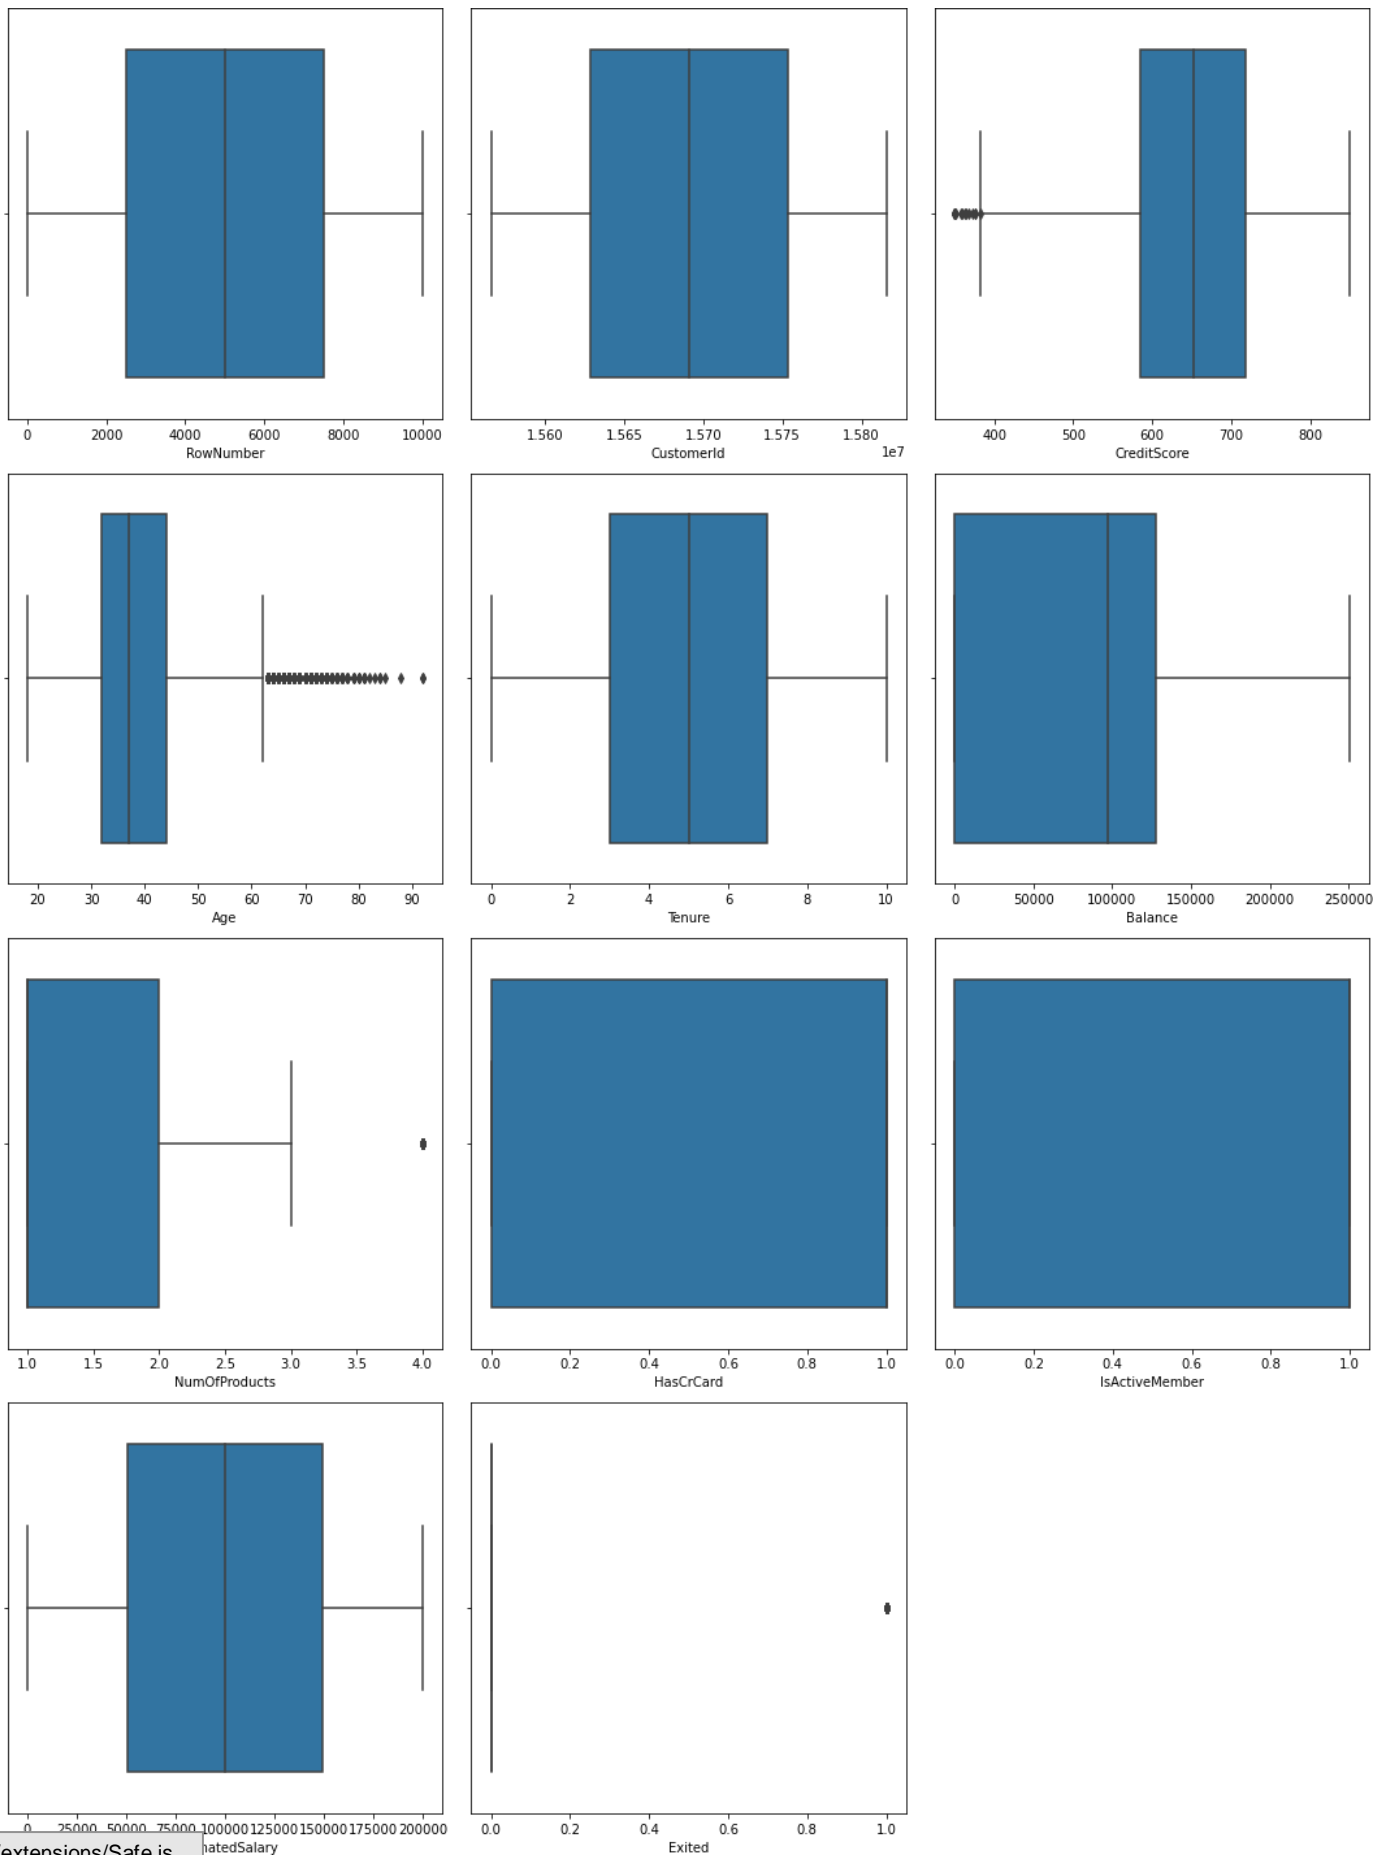 0 2000 4000 6000 8000 10000
RowNumber
1.560 1.565 1.570 1.575 1.580
1e7
CustomerId
400 500 600 700 800
CreditScore
20 30 40 50 60 70 80 90
Age
0 2 4 6 8 10
Tenure
0 50000 100000 150000 200000 250000
Balance
1.0 1.5 2.0 2.5 3.0 3.5 4.0
NumOfProducts
0.0 0.2 0.4 0.6 0.8 1.0
HasCrCard
0.0 0.2 0.4 0.6 0.8 1.0
IsActiveMember
0 25000 50000 75000 100000 125000 150000 175000 200000
natedSalary
/extensions/Safe.js
0.0 0.2 0.4 0.6 0.8 1.0
Exited